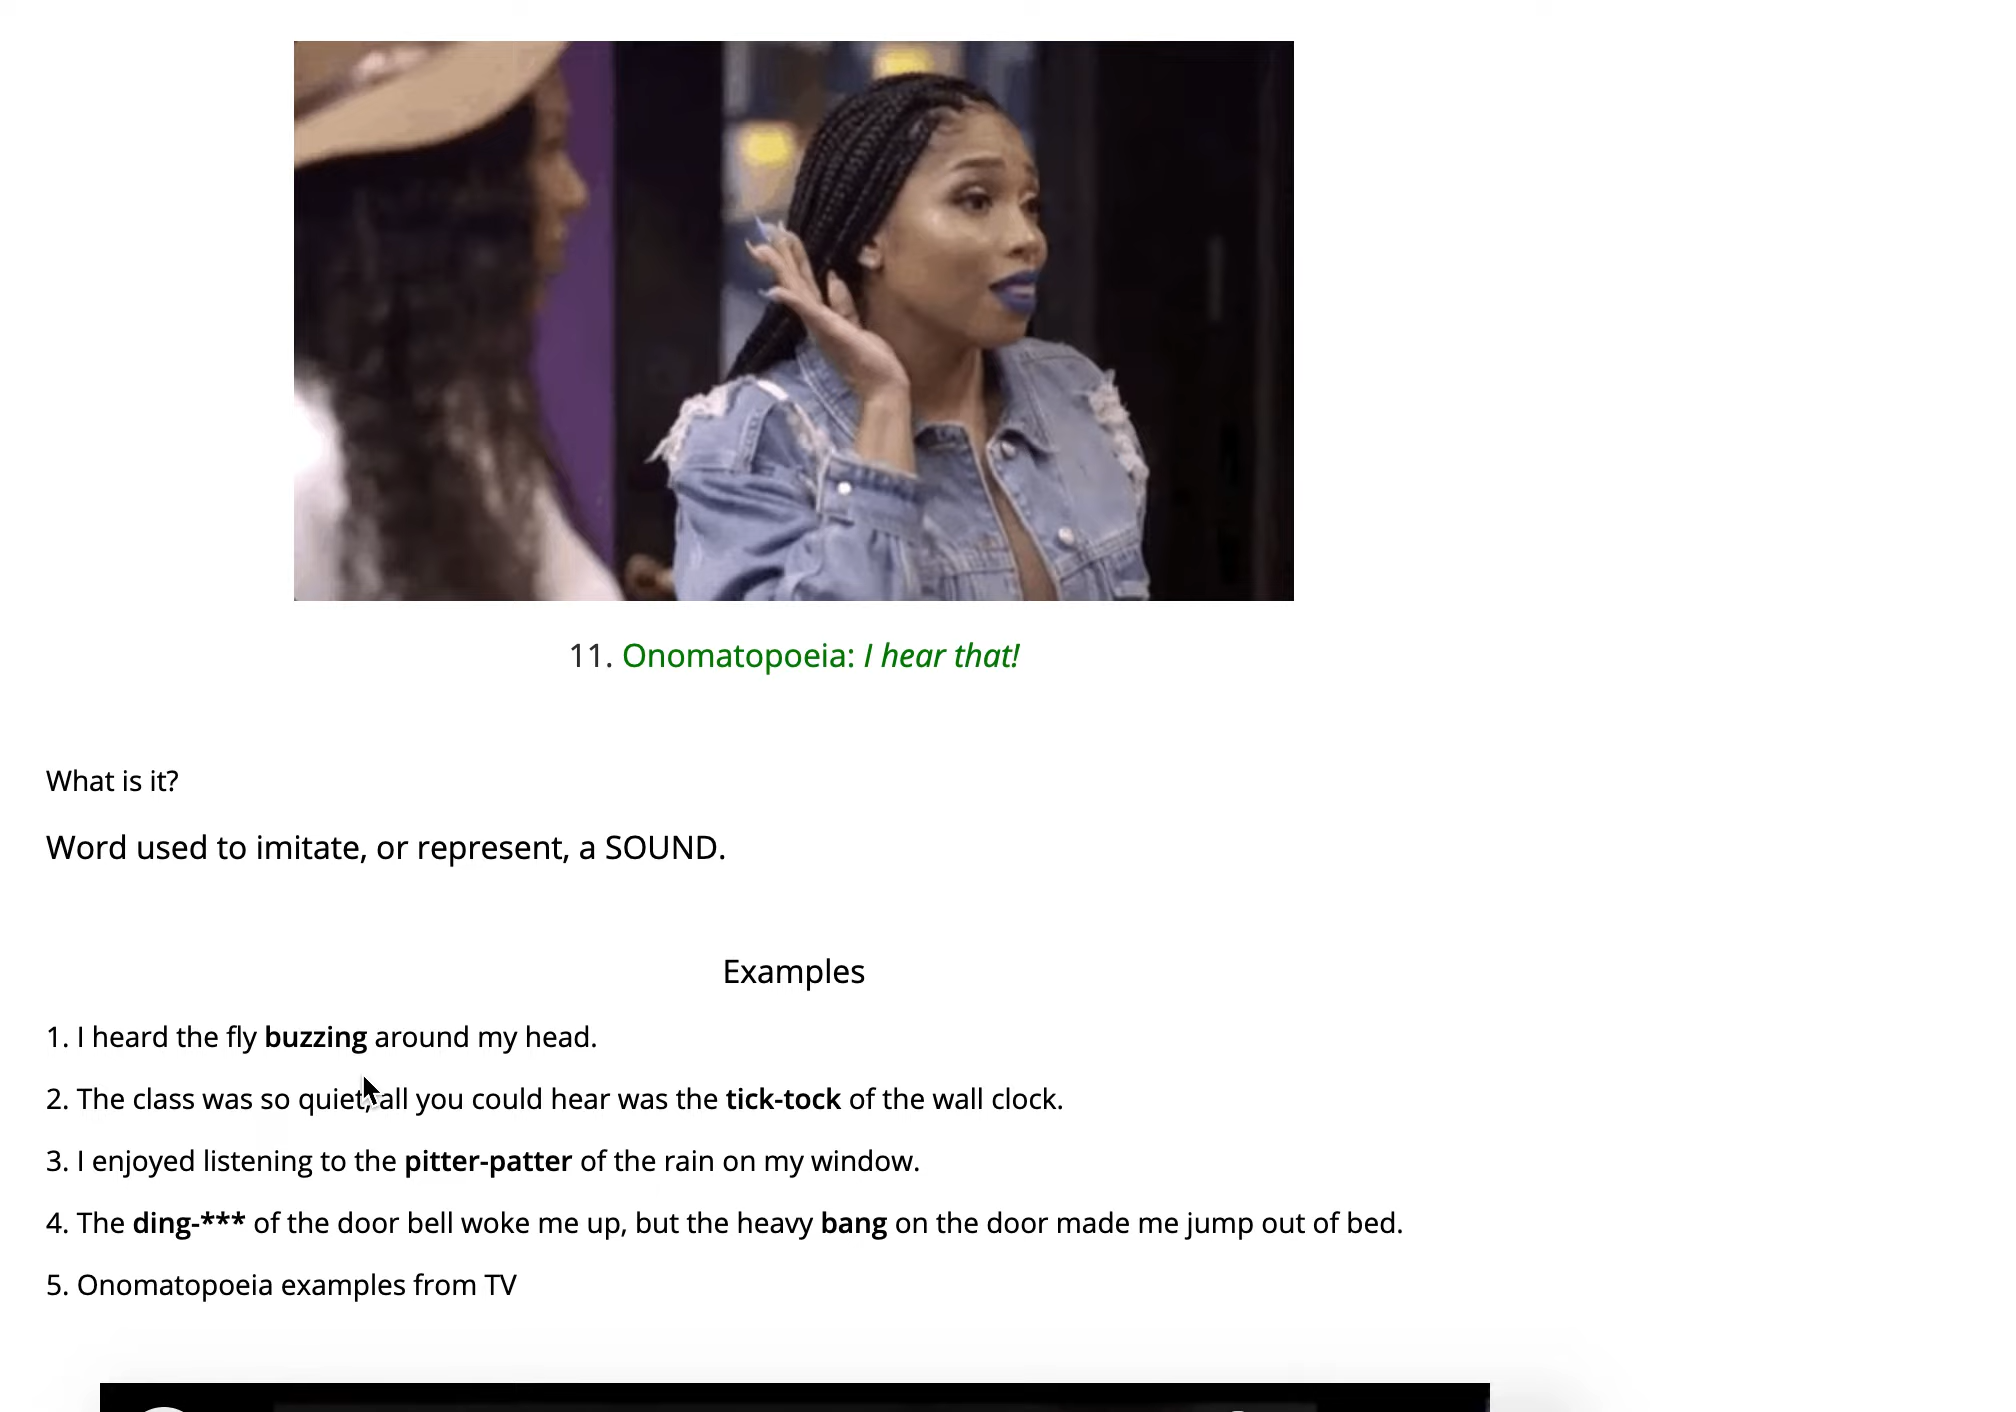 11. Onomatopoeia: I hear that!
What is it?
Word used to imitate, or represent, a SOUND.
Examples
1. I heard the fly buzzing around my head.
2. The class was so quiet, all you could hear was the tick-tock of the wall clock.
3. I enjoyed listening to the pitter-patter of the rain on my window.
4. The ding-*** of the door bell woke me up, but the heavy bang on the door made me jump out of bed.
5. Onomatopoeia examples from TV